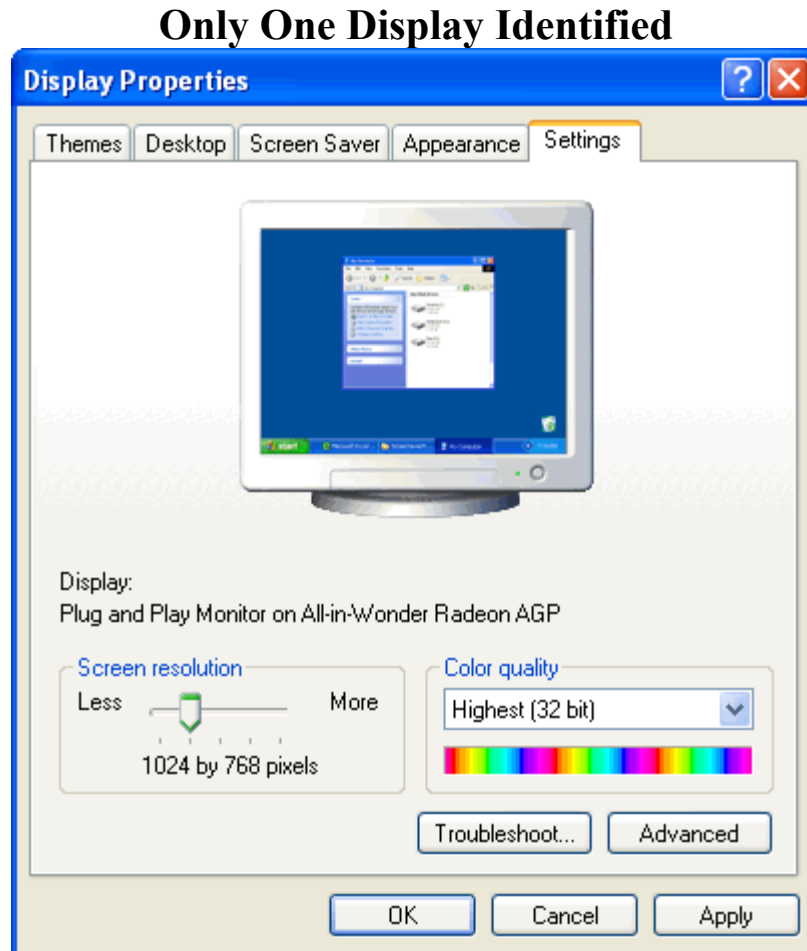 Only One Display Identified
Display Properties
Themes Desktop Screen Saver Appearance Settings
start
Display:
Plug and Play Monitor on All-in-Wonder Radeon AGP
Screen resolution
Less More
1024 by 768 pixels
Color quality
Highest (32 bit)
Troubleshoot... Advanced
OK Cancel Apply